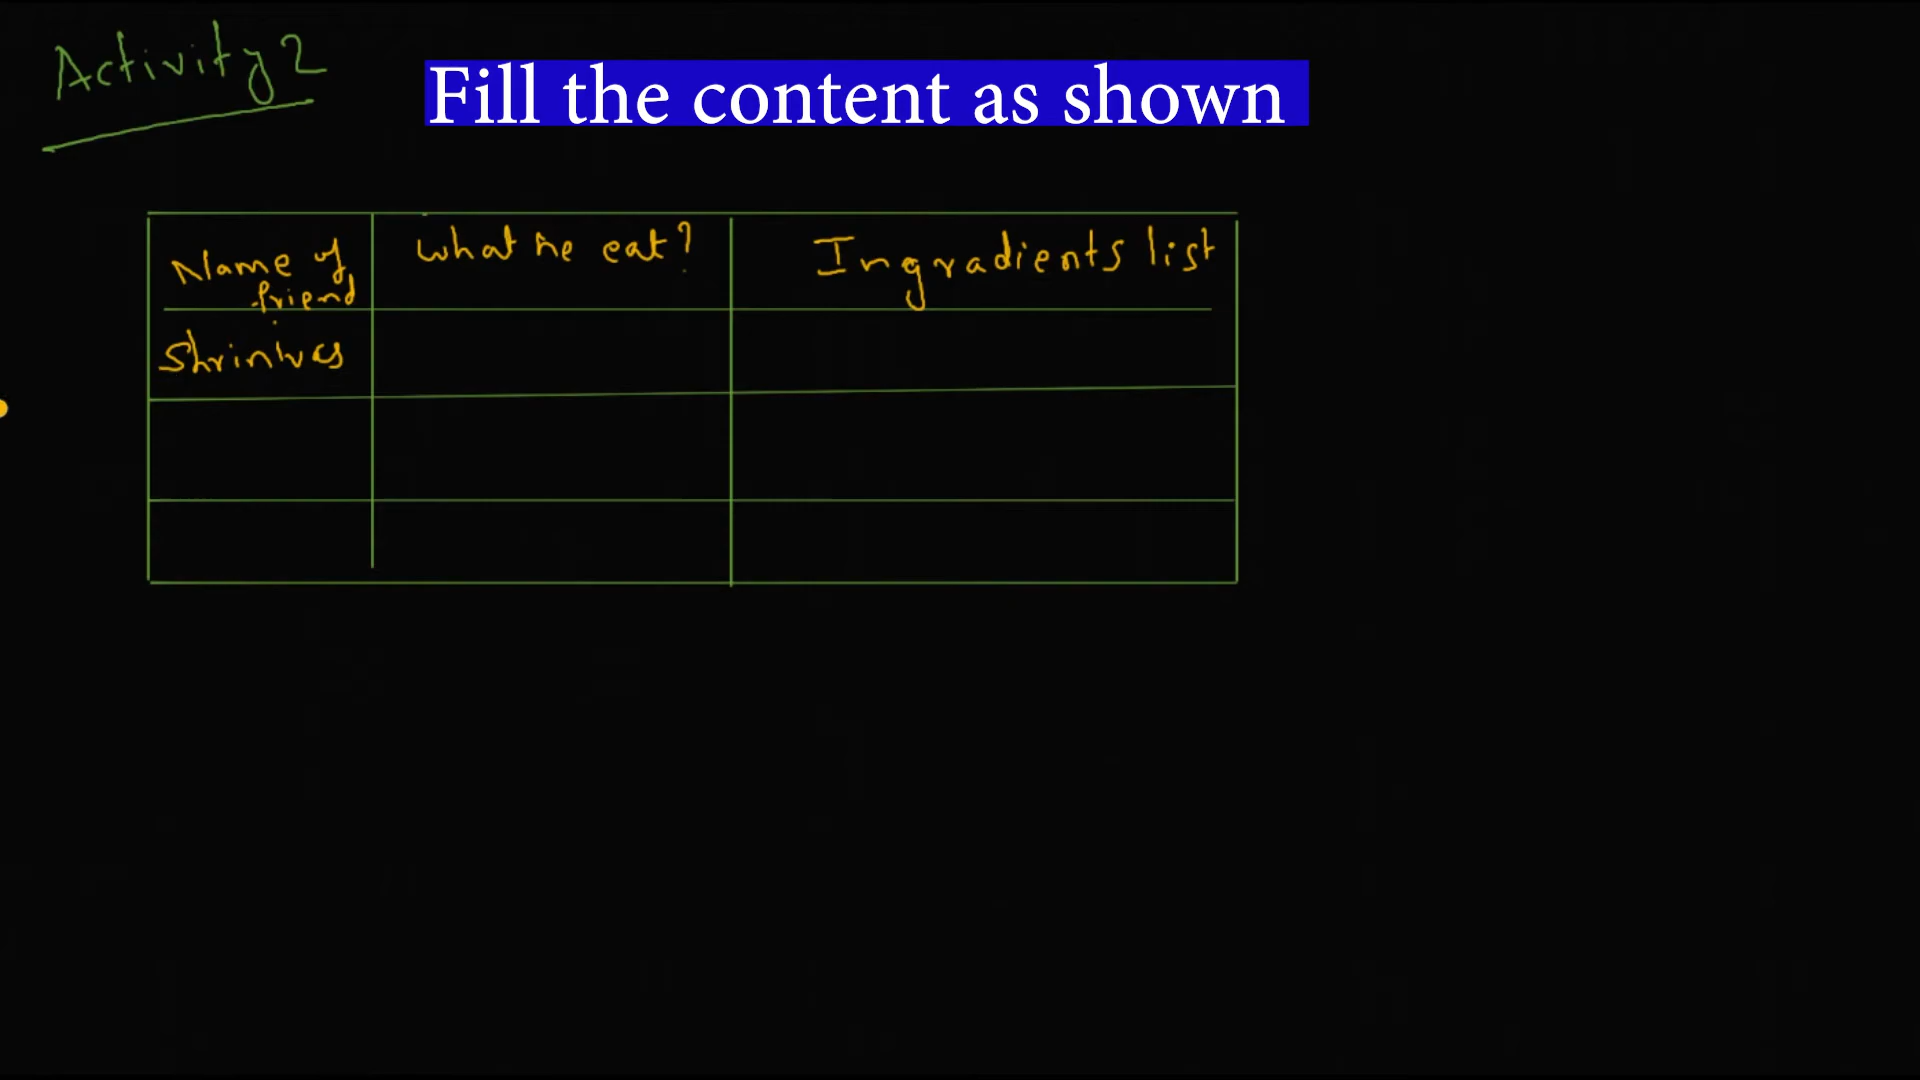 Activity 2
Fill the content as shown
Name of
friend
what he eat?
Ingradients list
Shrinivas